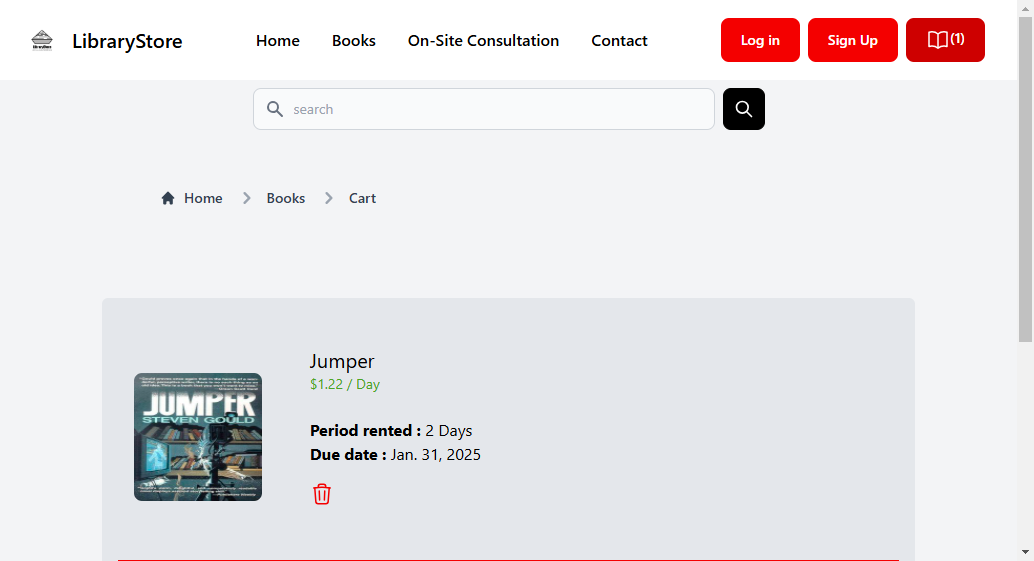 LibraryStore
Home
Books
On-Site Consultation
Contact
Log in
Sign Up
(1)
search
Home
Books
Cart
JUMPER
STEVEN GOULD
Jumper
$1.22 / Day
Period rented : 2 Days
Due date : Jan. 31, 2025